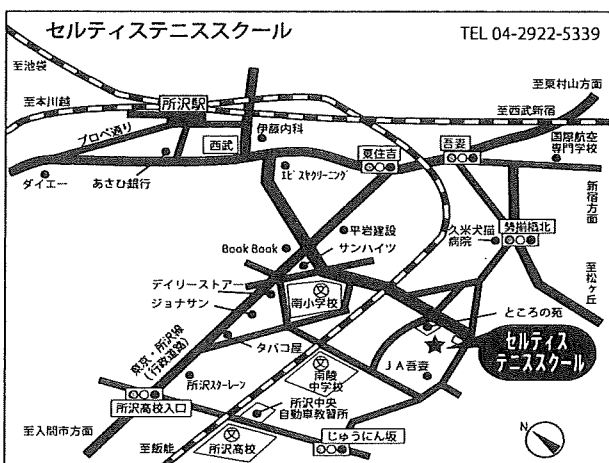 セルティステニススクール
TEL 04-2922-5339
至池袋
至東村山方面
至本川越
所沢駅
至西武新宿
プロペ通り
西武
伊藤内科
東住吉
吾妻
国際航空
専門学校
ダイエー
あさひ銀行
エビスヤクリーニング
新宿方面
久米犬猫
病院
勢揃橋北
平岩建設
Book Book
サンハイツ
至松ヶ丘
デイリーストアー
ジョナサン
文
南小学校
ところの苑
セルティス
テニススクール
タバコ屋
東京・所沢線
(行政道路)
文
南陵
中学校
JA吾妻
所沢スターレーン
所沢高校入口
所沢中央
自動車教習所
至入間市方面
至飯能
文
所沢高校
じゅうにん坂
N